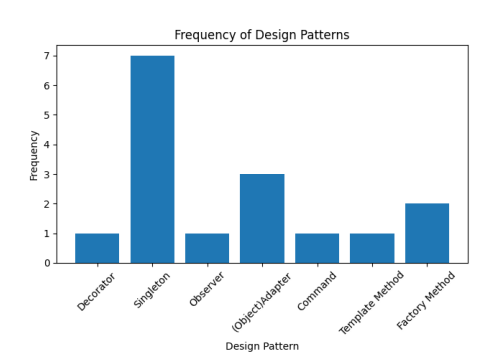 Frequency of Design Patterns
7
6
5
4
3
2
1
0
Frequency
Decorator
Singleton
Observer
(Object)Adapter
Command
Template Method
Factory Method
Design Pattern